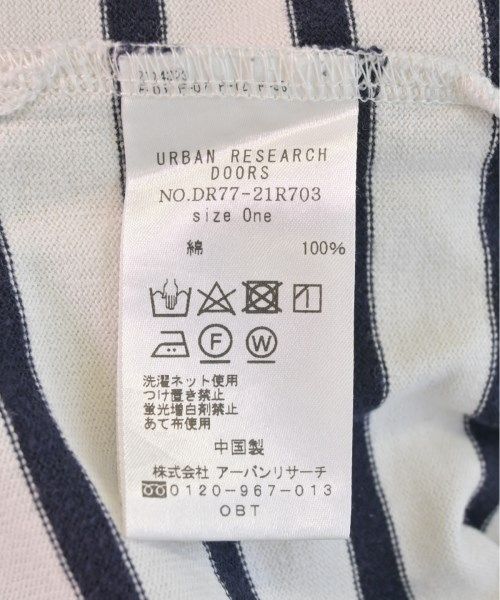 URBAN RESEARCH
DOORS
NO.DR77-21R703
size One
綿 100%
F
W
洗濯ネット使用
つけ置き禁止
蛍光増白剤禁止
あて布使用
中国製
株式会社 アーバンリサーチ
0120-967-013
OBT